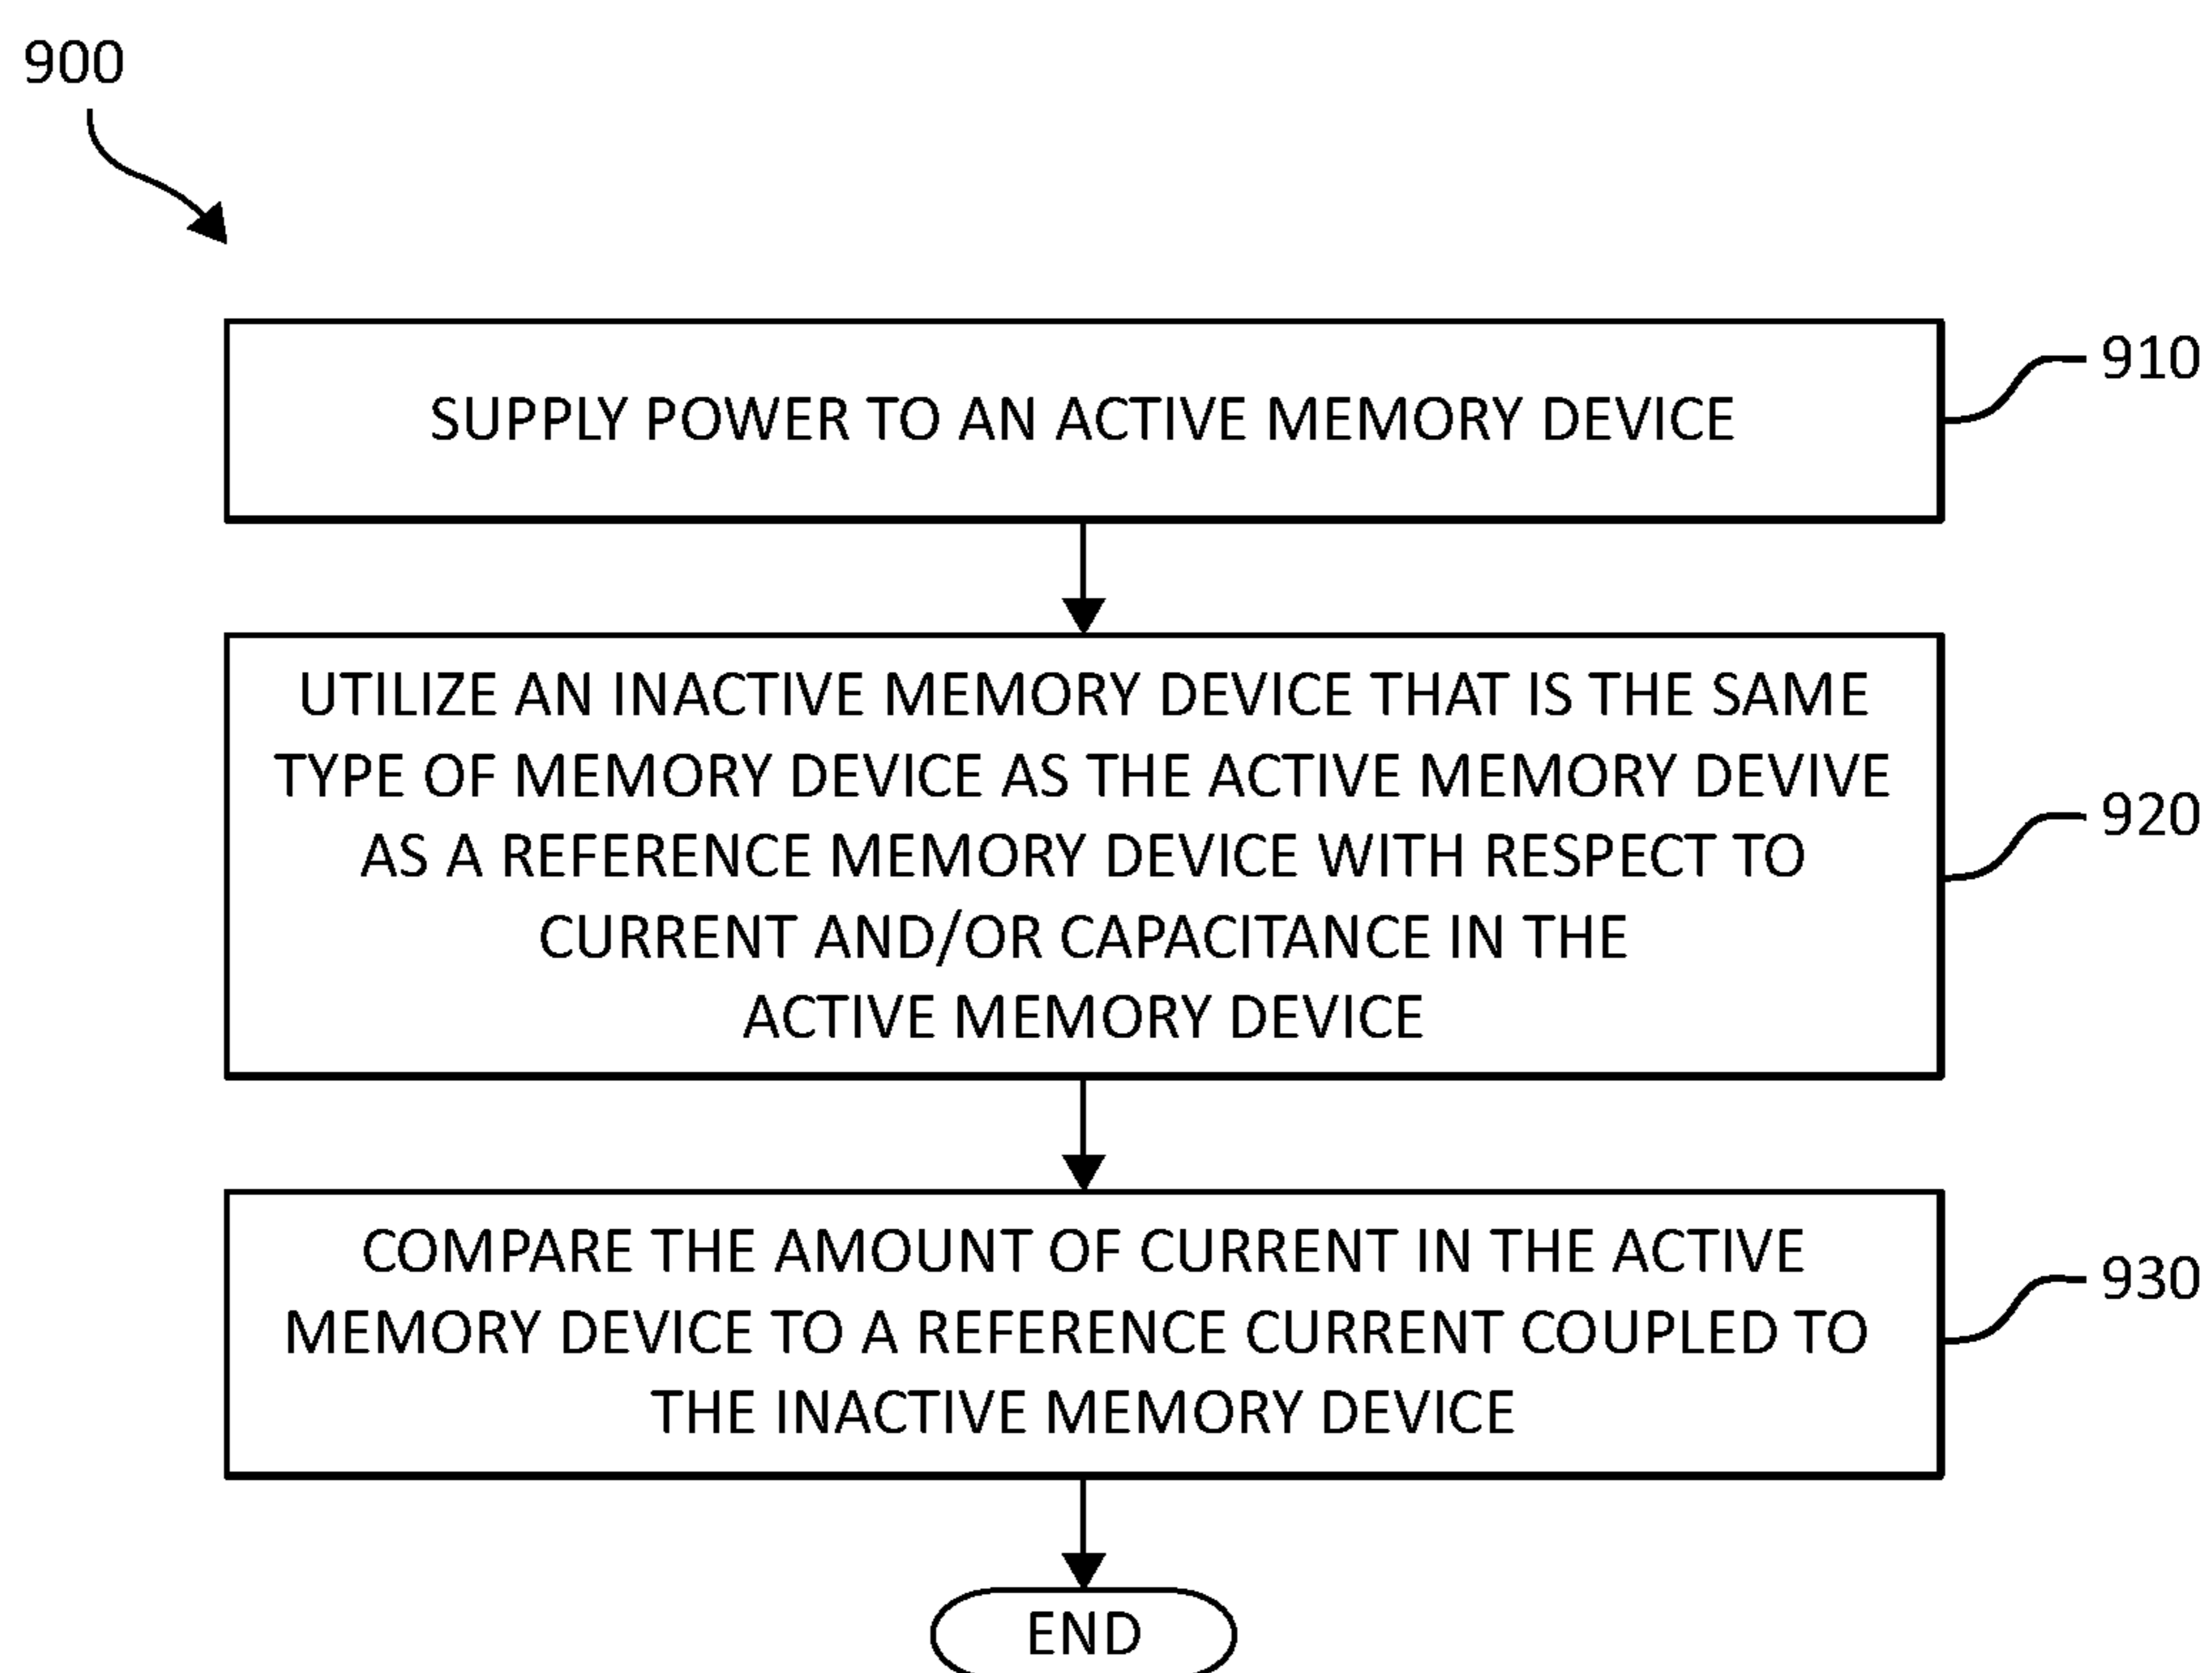 900
SUPPLY POWER TO AN ACTIVE MEMORY DEVICE
910
UTILIZE AN INACTIVE MEMORY DEVICE THAT IS THE SAME
TYPE OF MEMORY DEVICE AS THE ACTIVE MEMORY DEVIVE
AS A REFERENCE MEMORY DEVICE WITH RESPECT TO
CURRENT AND/OR CAPACITANCE IN THE
ACTIVE MEMORY DEVICE
920
COMPARE THE AMOUNT OF CURRENT IN THE ACTIVE
MEMORY DEVICE TO A REFERENCE CURRENT COUPLED TO
THE INACTIVE MEMORY DEVICE
930
END